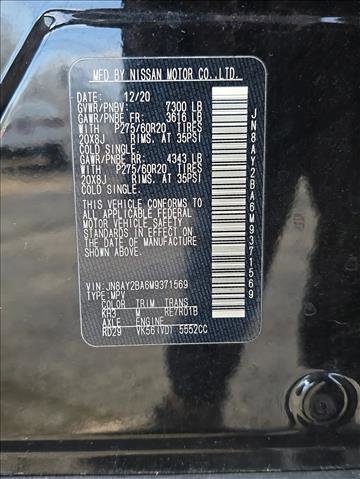 MFD BY NISSAN MOTOR CO.,LTD.
12/20
GVWR/PNBV: 7300 LB
GAWR/PNBE FR: 3616 LB
WITH P275/60R20 TIRES
20X8J RIMS, AT 35PSI
COLD SINGLE.
GAWR/PNBE RR: 4343 LB
WITH P275/60R20 TIRES
20X8J RIMS, AT 35PSI
COLD SINGLE.
THIS VEHICLE CONFORMS TO
ALL APPLICABLE FEDERAL
MOTOR VEHICLE SAFETY
STANDARDS IN EFFECT ON
THE DATE OF MANUFACTURE
SHOWN ABOVE.
VIN: JN8AY2BA6M9371569
TYPE: MPV
COLOR TRIM TRANS
KH3 M RE7R01B
AXLE ENGINE
RD29 VK56(VD) 5552CC
JN8AY2BA6M9371569